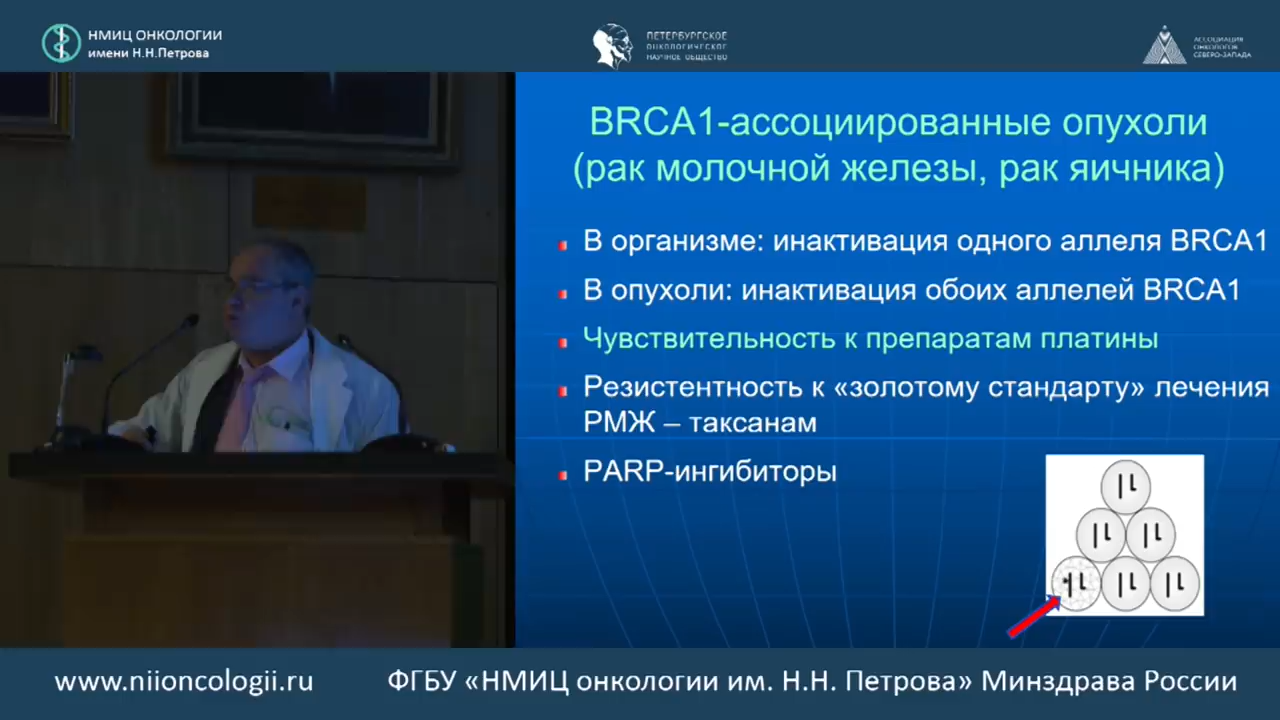 НМИЦ ОНКОЛОГИИ
имени Н.Н.Петрова
ПЕТЕРБУРГСКОЕ
ОНКОЛОГИЧЕСКОЕ
НАУЧНОЕ ОБЩЕСТВО
АССОЦИАЦИЯ
ОНКОЛОГОВ
СЕВЕРО-ЗАПАДА
BRCA1-ассоциированные опухоли
(рак молочной железы, рак яичника)
В организме: инактивация одного аллеля BRCA1
В опухоли: инактивация обоих аллелей BRCA1
Чувствительность к препаратам платины
Резистентность к «золотому стандарту» лечения
РМЖ – таксанам
PARP-ингибиторы
www.niioncologii.ru
ФГБУ «НМИЦ онкологии им. Н.Н. Петрова» Минздрава России